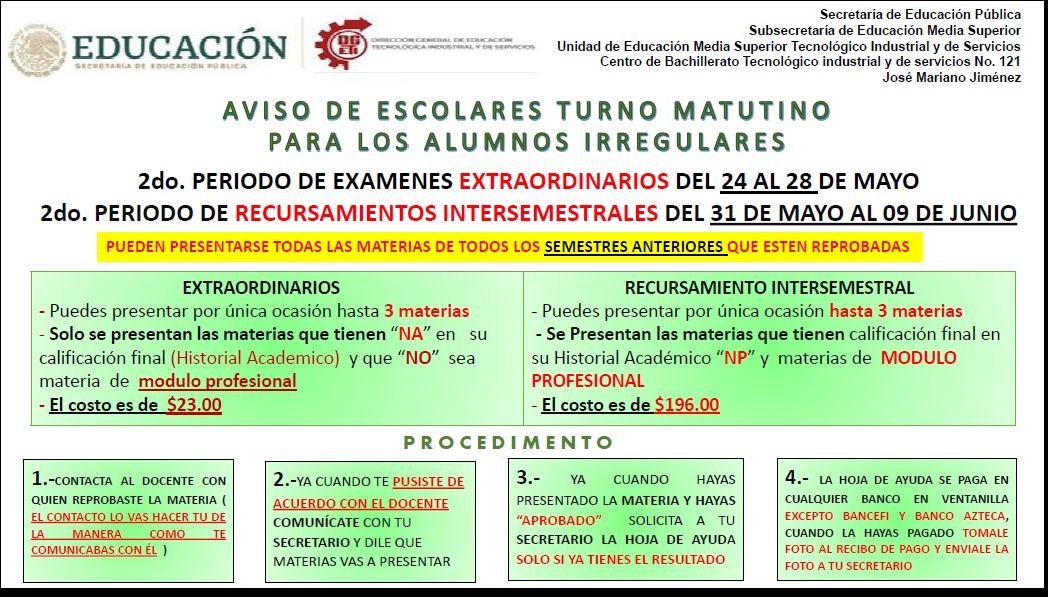 EDUCACIÓN
SECRETARÍA DE EDUCACIÓN PÚBLICA
DIRECCIÓN GENERAL DE EDUCACIÓN
TECNOLÓGICA INDUSTRIAL Y DE SERVICIOS
Secretaría de Educación Pública
Subsecretaría de Educación Media Superior
Unidad de Educación Media Superior Tecnológico Industrial y de Servicios
Centro de Bachillerato Tecnológico industrial y de servicios No. 121
José Mariano Jiménez
AVISO DE ESCOLARES TURNO MATUTINO
PARA LOS ALUMNOS IRREGULARES
2do. PERIODO DE EXAMENES EXTRAORDINARIOS DEL 24 AL 28 DE MAYO
2do. PERIODO DE RECURSAMIENTOS INTERSEMESTRALES DEL 31 DE MAYO AL 09 DE JUNIO
PUEDEN PRESENTARSE TODAS LAS MATERIAS DE TODOS LOS SEMESTRES ANTERIORES QUE ESTEN REPROBADAS
EXTRAORDINARIOS
- Puedes presentar por única ocasión hasta 3 materias
- Solo se presentan las materias que tienen “NA” en su
calificación final (Historial Academico) y que “NO” sea
materia de modulo profesional
- El costo es de $23.00
RECURSAMIENTO INTERSEMESTRAL
- Puedes presentar por única ocasión hasta 3 materias
- Se Presentan las materias que tienen calificación final en
su Historial Académico “NP” y materias de MODULO
PROFESIONAL
- El costo es de $196.00
PROCEDIMENTO
1.-CONTACTA AL DOCENTE CON
QUIEN REPROBASTE LA MATERIA (
EL CONTACTO LO VAS HACER TU DE
LA MANERA COMO TE
COMUNICABAS CON ÉL )
2.-YA CUANDO TE PUSISTE DE
ACUERDO CON EL DOCENTE
COMUNÍCATE CON TU
SECRETARIO Y DILE QUE
MATERIAS VAS A PRESENTAR
3.- YA CUANDO HAYAS
PRESENTADO LA MATERIA Y HAYAS
“APROBADO” SOLICITA A TU
SECRETARIO LA HOJA DE AYUDA
SOLO SI YA TIENES EL RESULTADO
4.- LA HOJA DE AYUDA SE PAGA EN
CUALQUIER BANCO EN VENTANILLA
EXCEPTO BANCEFI Y BANCO AZTECA,
CUANDO LA HAYAS PAGADO TOMALE
FOTO AL RECIBO DE PAGO Y ENVIALE LA
FOTO A TU SECRETARIO